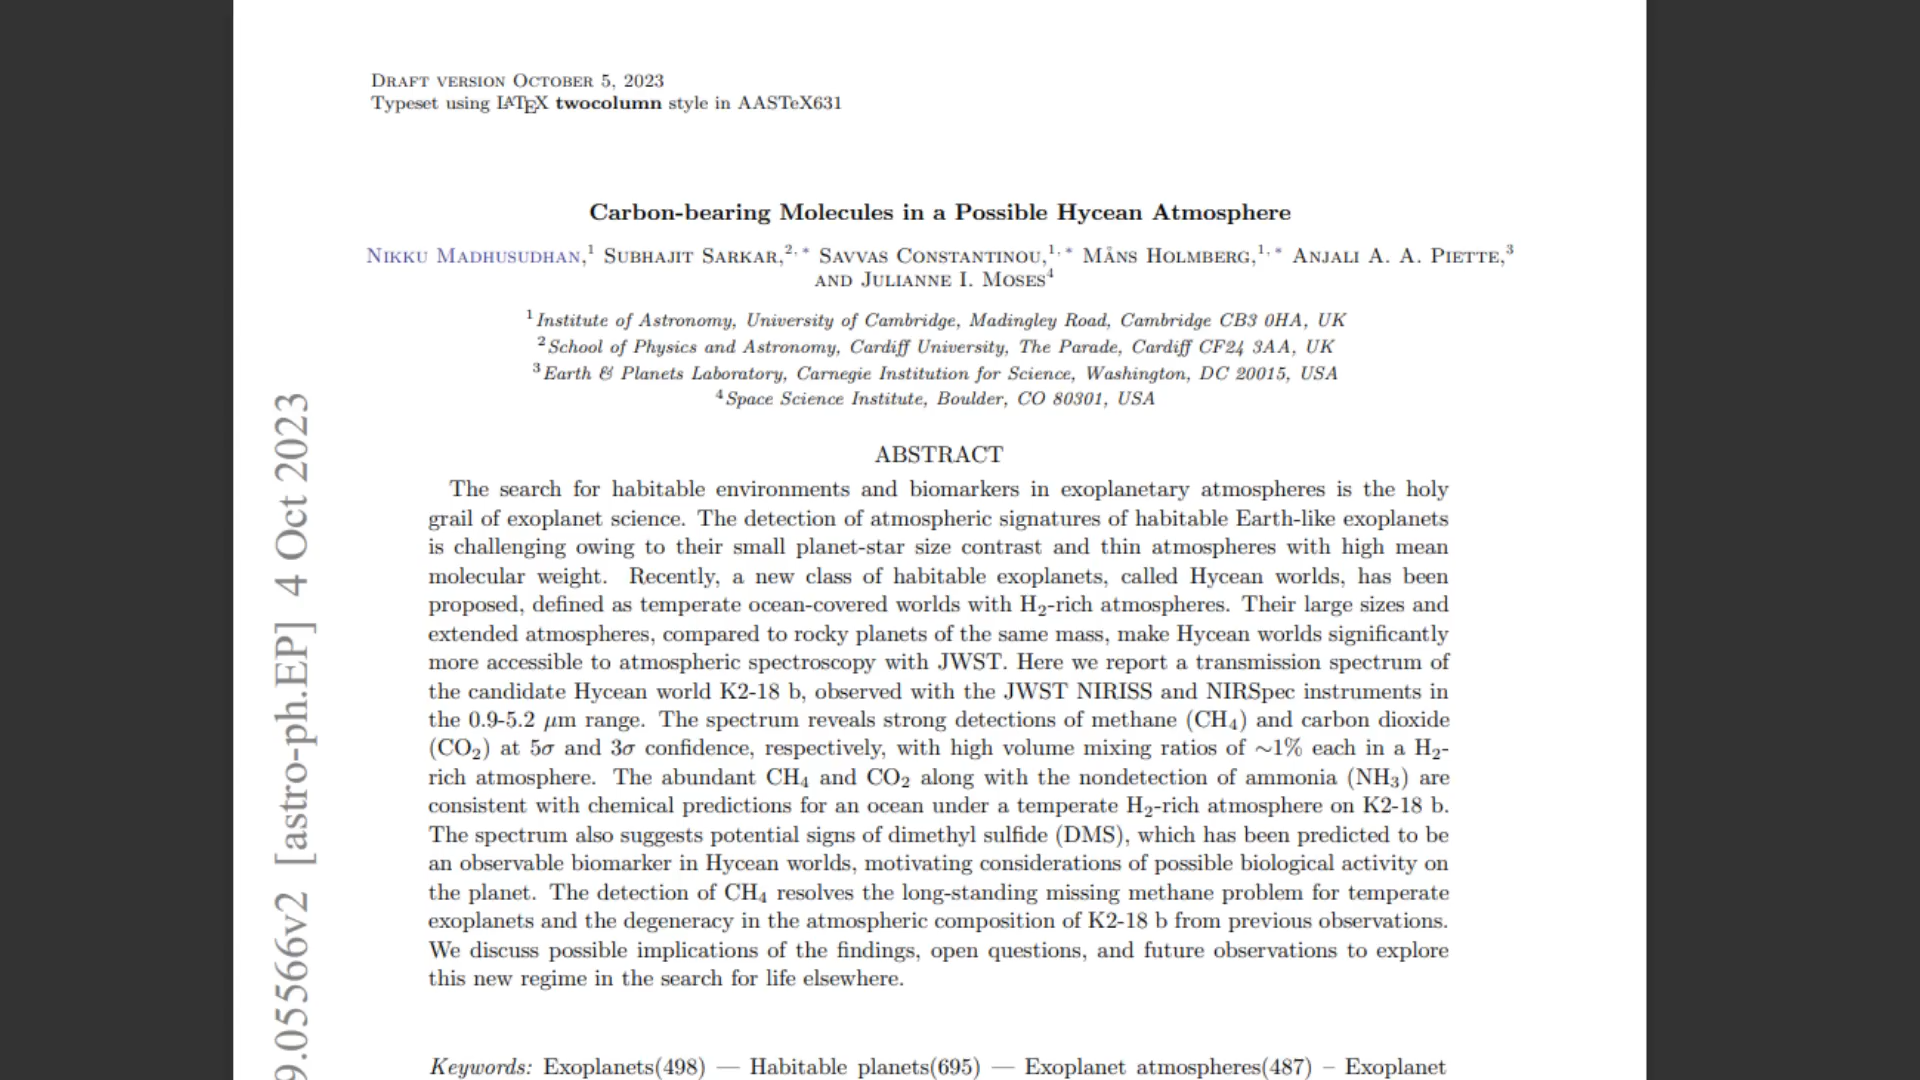 DRAFT VERSION OCTOBER 5, 2023
Typeset using LATEX twocolumn style in AASTeX631
Carbon-bearing Molecules in a Possible Hycean Atmosphere
NIKKU MADHUSUDHAN,¹ SUBHAJIT SARKAR,²,* SAVVAS CONSTANTINOU,¹,* MÅNS HOLMBERG,¹,* ANJALI A. A. PIETTE,³
AND JULIANNE I. MOSES⁴
¹ Institute of Astronomy, University of Cambridge, Madingley Road, Cambridge CB3 0HA, UK
² School of Physics and Astronomy, Cardiff University, The Parade, Cardiff CF24 3AA, UK
³ Earth & Planets Laboratory, Carnegie Institution for Science, Washington, DC 20015, USA
⁴ Space Science Institute, Boulder, CO 80301, USA
ABSTRACT
The search for habitable environments and biomarkers in exoplanetary atmospheres is the holy
grail of exoplanet science. The detection of atmospheric signatures of habitable Earth-like exoplanets
is challenging owing to their small planet-star size contrast and thin atmospheres with high mean
molecular weight. Recently, a new class of habitable exoplanets, called Hycean worlds, has been
proposed, defined as temperate ocean-covered worlds with H₂-rich atmospheres. Their large sizes and
extended atmospheres, compared to rocky planets of the same mass, make Hycean worlds significantly
more accessible to atmospheric spectroscopy with JWST. Here we report a transmission spectrum of
the candidate Hycean world K2-18 b, observed with the JWST NIRISS and NIRSpec instruments in
the 0.9-5.2 μm range. The spectrum reveals strong detections of methane (CH₄) and carbon dioxide
(CO₂) at 5σ and 3σ confidence, respectively, with high volume mixing ratios of ∼1% each in a H₂-
rich atmosphere. The abundant CH₄ and CO₂ along with the nondetection of ammonia (NH₃) are
consistent with chemical predictions for an ocean under a temperate H₂-rich atmosphere on K2-18 b.
The spectrum also suggests potential signs of dimethyl sulfide (DMS), which has been predicted to be
an observable biomarker in Hycean worlds, motivating considerations of possible biological activity on
the planet. The detection of CH₄ resolves the long-standing missing methane problem for temperate
exoplanets and the degeneracy in the atmospheric composition of K2-18 b from previous observations.
We discuss possible implications of the findings, open questions, and future observations to explore
this new regime in the search for life elsewhere.
Keywords: Exoplanets(498) — Habitable planets(695) — Exoplanet atmospheres(487) – Exoplanet
9.05566v2 [astro-ph.EP] 4 Oct 2023